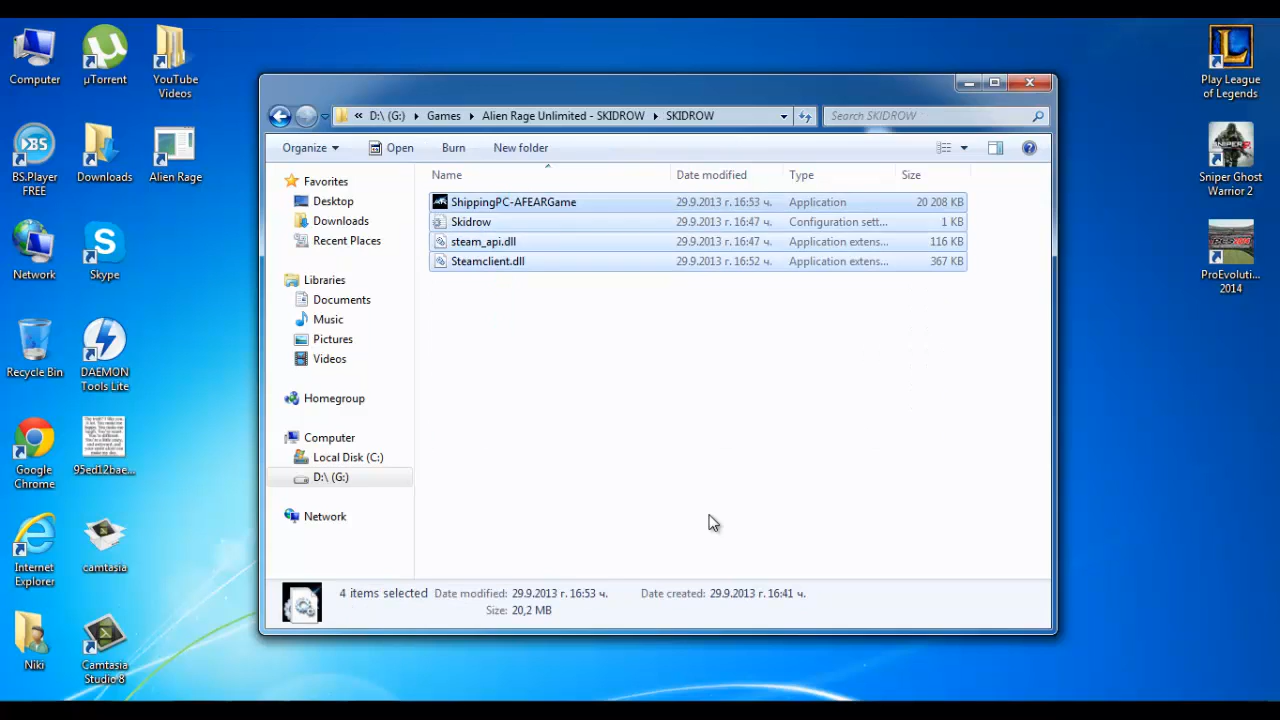 Computer
µTorrent
YouTube
Videos
BS.Player
FREE
Downloads
Alien Rage
Network
Skype
Recycle Bin
DAEMON
Tools Lite
Google
Chrome
95ed12bae...
Internet
Explorer
camtasia
Niki
Camtasia
Studio 8
Play League
of Legends
Sniper Ghost
Warrior 2
ProEvoluti...
2014
« D:\ (G:) Games Alien Rage Unlimited - SKIDROW SKIDROW
Search SKIDROW
Organize Open Burn New folder
Favorites
Desktop
Downloads
Recent Places
Libraries
Documents
Music
Pictures
Videos
Homegroup
Computer
Local Disk (C:)
D:\ (G:)
Network
Name Date modified Type Size
ShippingPC-AFEARGame 29.9.2013 г. 16:53 ч. Application 20 208 KB
Skidrow 29.9.2013 г. 16:47 ч. Configuration sett... 1 KB
steam_api.dll 29.9.2013 г. 16:47 ч. Application extens... 116 KB
Steamclient.dll 29.9.2013 г. 16:52 ч. Application extens... 367 KB
4 items selected Date modified: 29.9.2013 г. 16:53 ч. Date created: 29.9.2013 г. 16:41 ч.
Size: 20,2 MB